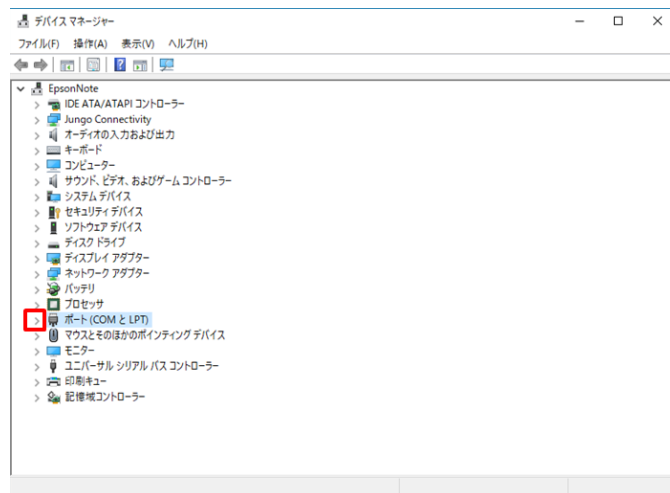 デバイス マネージャー
ファイル(F) 操作(A) 表示(V) ヘルプ(H)
EpsonNote
IDE ATA/ATAPI コントローラー
Jungo Connectivity
オーディオの入力および出力
キーボード
コンピューター
サウンド、ビデオ、およびゲーム コントローラー
システム デバイス
セキュリティ デバイス
ソフトウェア デバイス
ディスク ドライブ
ディスプレイ アダプター
ネットワーク アダプター
バッテリ
プロセッサ
ポート (COM と LPT)
マウスとそのほかのポインティング デバイス
モニター
ユニバーサル シリアル バス コントローラー
印刷キュー
記憶域コントローラー